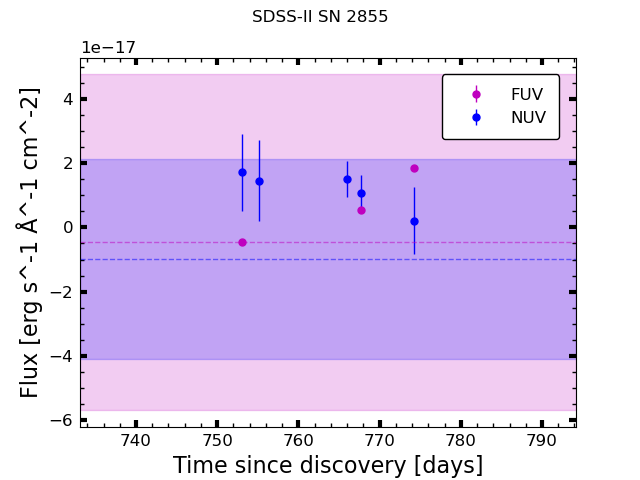 SDSS-II SN 2855
1e−17
FUV
NUV
4
2
0
−2
−4
−6
Flux [erg s^-1 Å^-1 cm^-2]
740 750 760 770 780 790
Time since discovery [days]